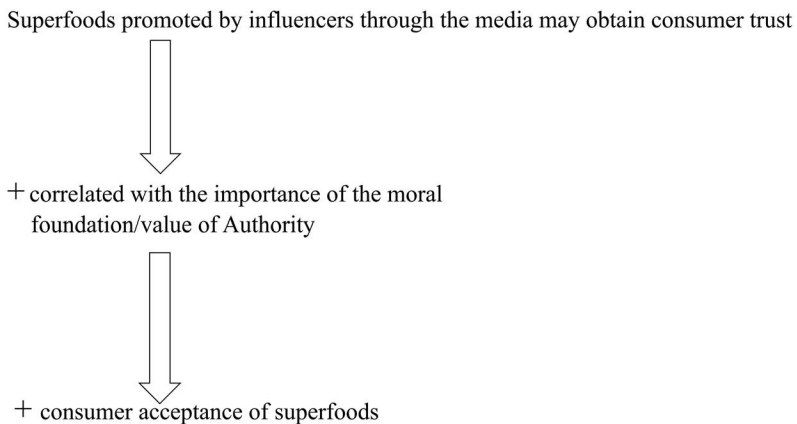 Superfoods promoted by influencers through the media may obtain consumer trust
+ correlated with the importance of the moral
foundation/value of Authority
+ consumer acceptance of superfoods